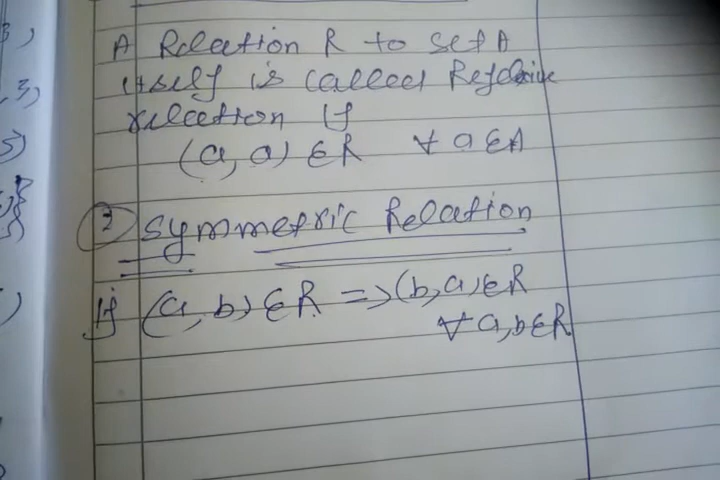 A Relation R to set A
itself is called Reflexive
relation if
(a, a) ∈ R ∀ a ∈ A
2 Symmetric Relation
If (a, b) ∈ R => (b, a) ∈ R
∀ a, b ∈ R